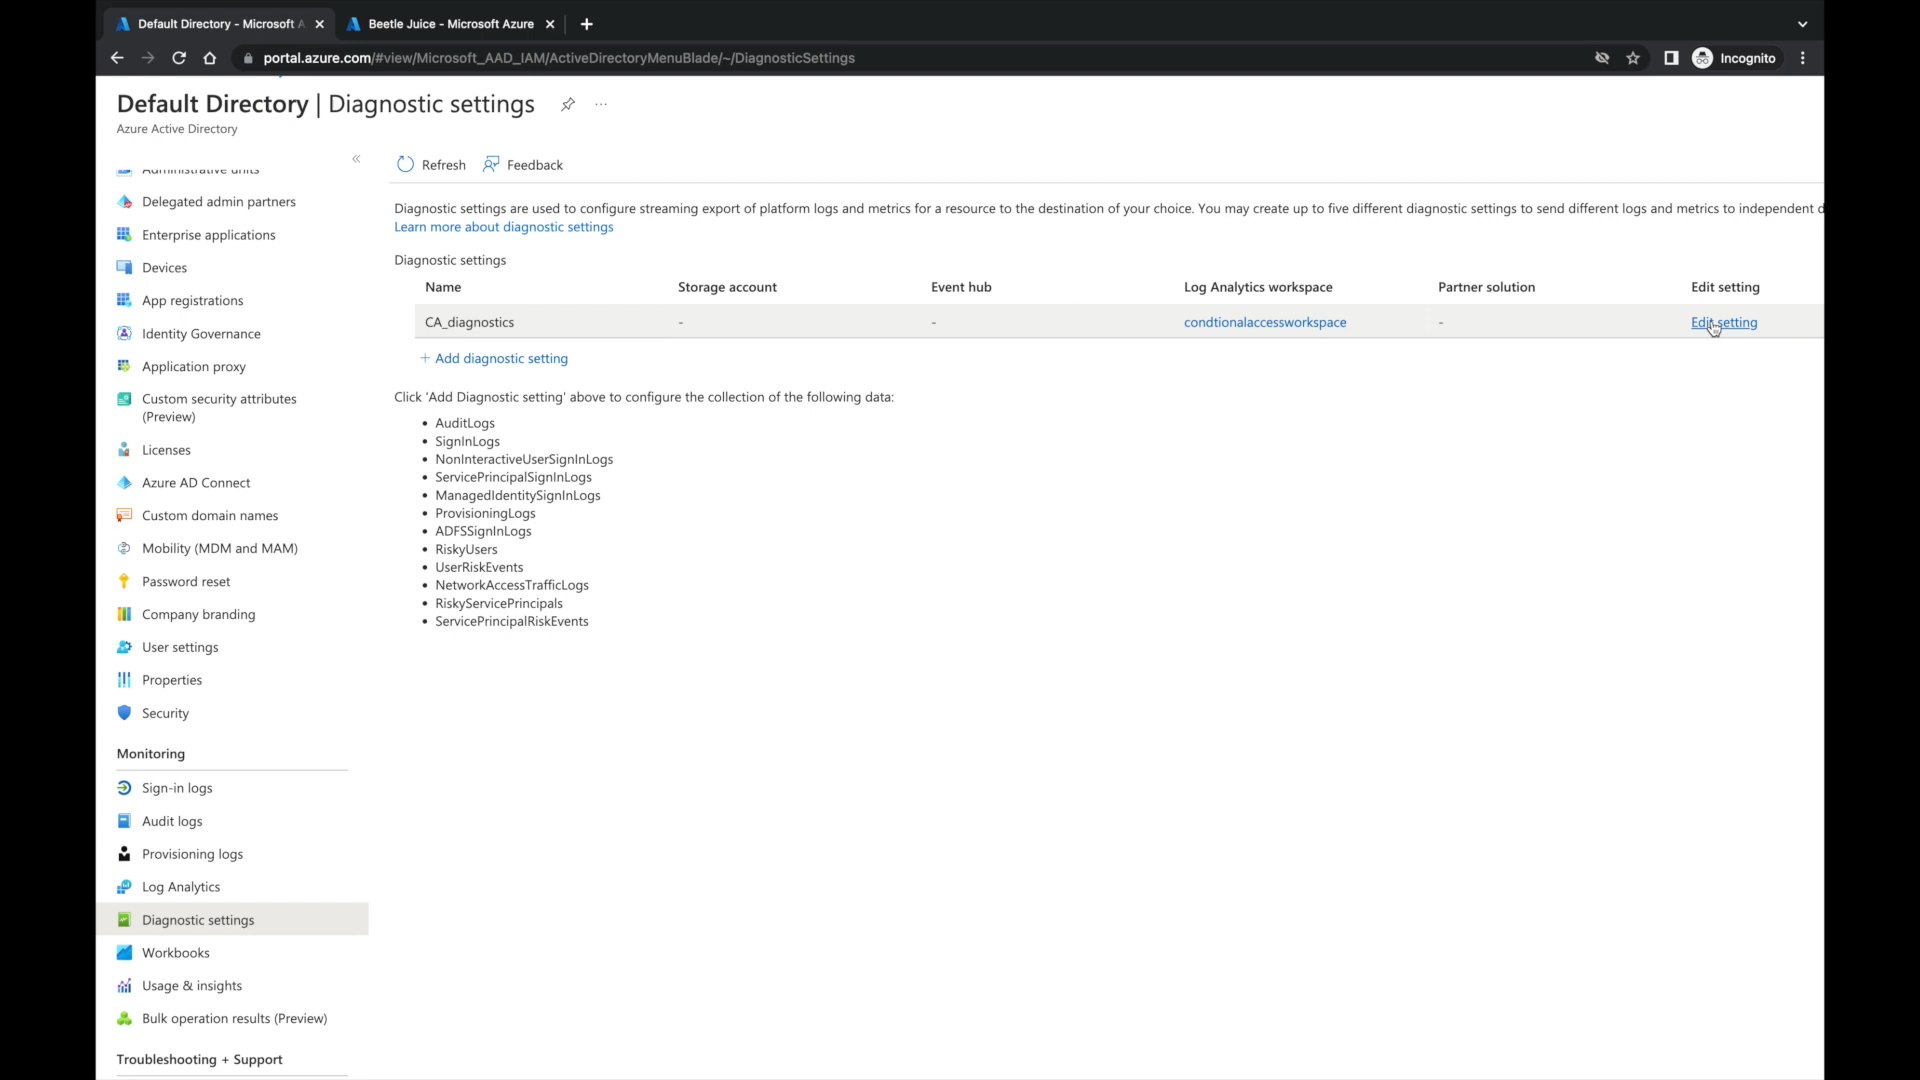 Default Directory - Microsoft A
Beetle Juice - Microsoft Azure
portal.azure.com/#view/Microsoft_AAD_IAM/ActiveDirectoryMenuBlade/~/DiagnosticSettings
Incognito
Default Directory | Diagnostic settings
Azure Active Directory
Administrative units
Delegated admin partners
Enterprise applications
Devices
App registrations
Identity Governance
Application proxy
Custom security attributes
(Preview)
Licenses
Azure AD Connect
Custom domain names
Mobility (MDM and MAM)
Password reset
Company branding
User settings
Properties
Security
Monitoring
Sign-in logs
Audit logs
Provisioning logs
Log Analytics
Diagnostic settings
Workbooks
Usage & insights
Bulk operation results (Preview)
Troubleshooting + Support
Refresh Feedback
Diagnostic settings are used to configure streaming export of platform logs and metrics for a resource to the destination of your choice. You may create up to five different diagnostic settings to send different logs and metrics to independent d
Learn more about diagnostic settings
Diagnostic settings
Name Storage account Event hub Log Analytics workspace Partner solution Edit setting
CA_diagnostics - - condtionalaccessworkspace - Edit setting
+ Add diagnostic setting
Click 'Add Diagnostic setting' above to configure the collection of the following data:
• AuditLogs
• SignInLogs
• NonInteractiveUserSignInLogs
• ServicePrincipalSignInLogs
• ManagedIdentitySignInLogs
• ProvisioningLogs
• ADFSSignInLogs
• RiskyUsers
• UserRiskEvents
• NetworkAccessTrafficLogs
• RiskyServicePrincipals
• ServicePrincipalRiskEvents